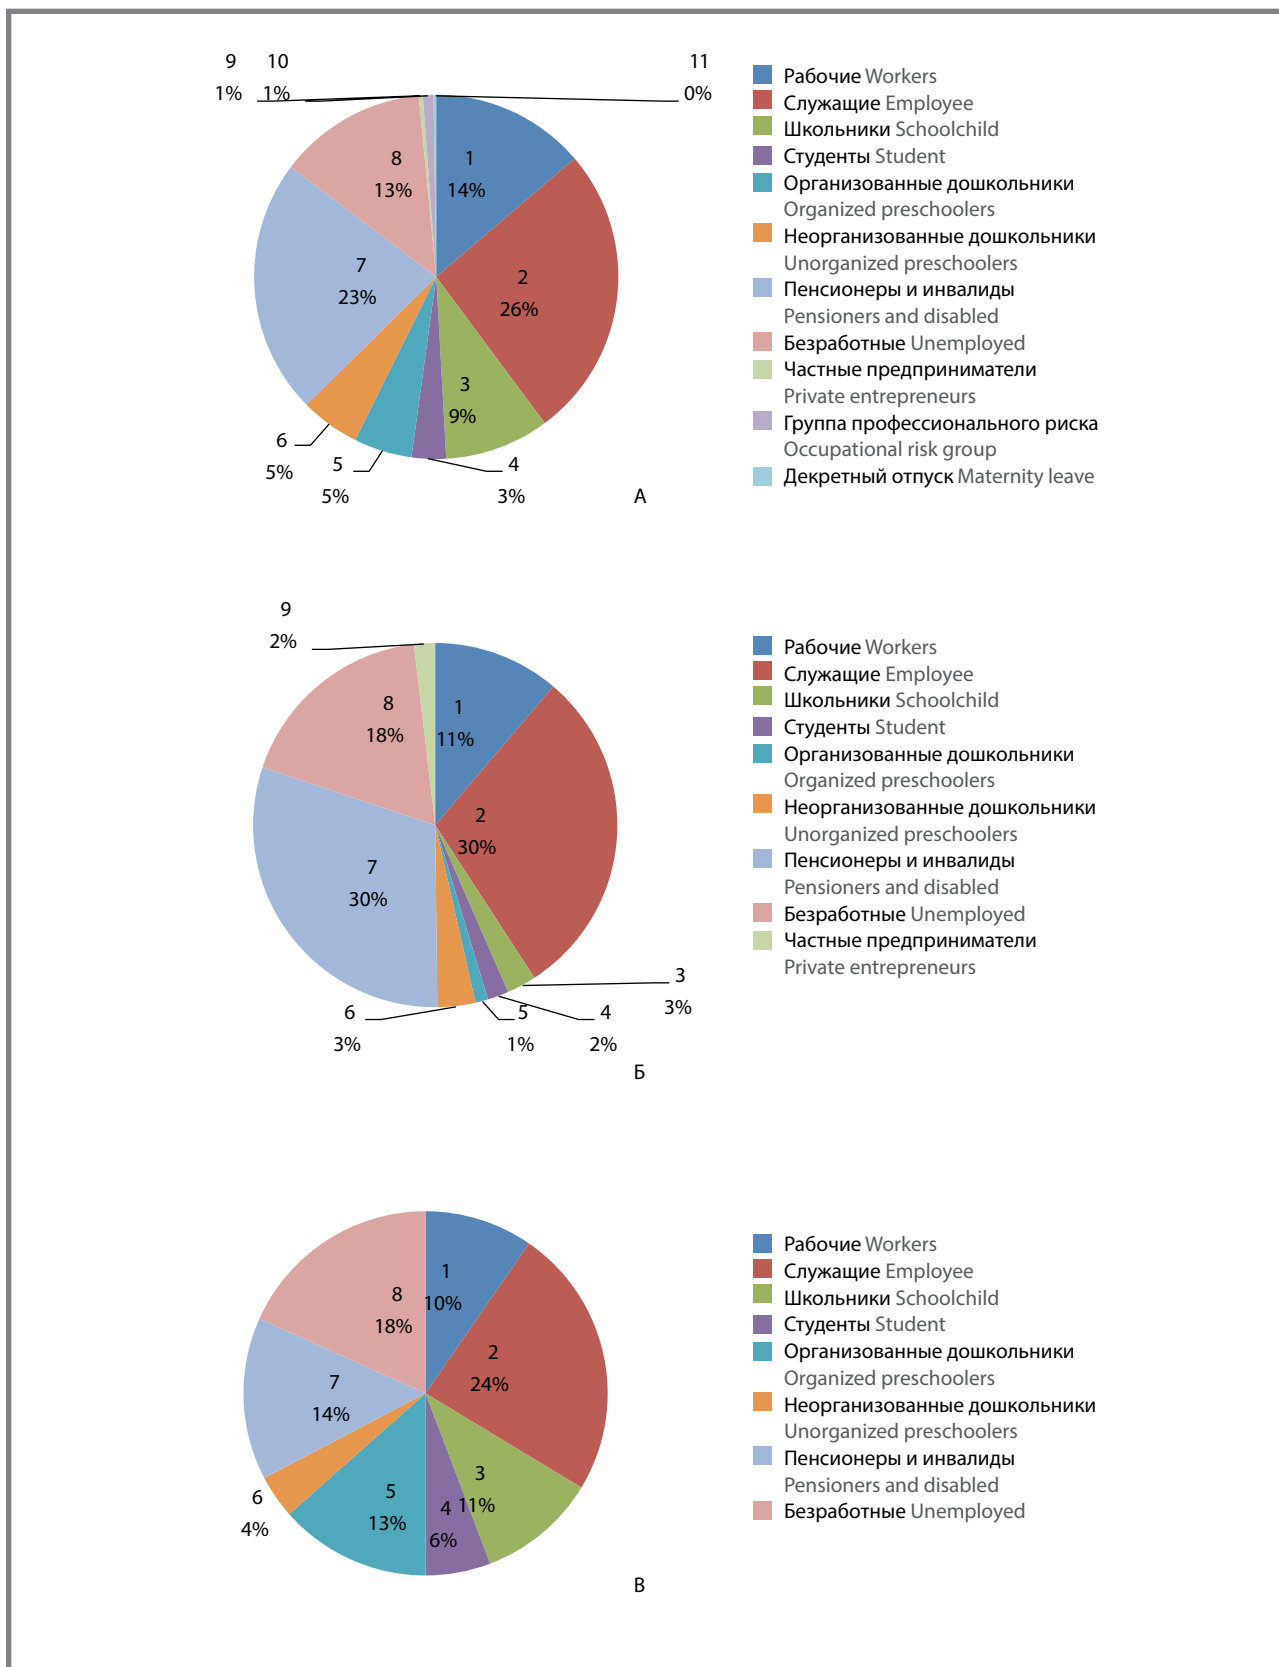 9 10 11
1% 1% 0%
8 1
13% 14%
7 2
23% 26%
3
9%
6 5 4
5% 5% 3%
А
Рабочие Workers
Служащие Employee
Школьники Schoolchild
Студенты Student
Организованные дошкольники
Organized preschoolers
Неорганизованные дошкольники
Unorganized preschoolers
Пенсионеры и инвалиды
Pensioners and disabled
Безработные Unemployed
Частные предприниматели
Private entrepreneurs
Группа профессионального риска
Occupational risk group
Декретный отпуск Maternity leave
9
2%
8 1
18% 11%
2
30%
7
30%
3
3%
6 5 4
3% 1% 2%
Б
Рабочие Workers
Служащие Employee
Школьники Schoolchild
Студенты Student
Организованные дошкольники
Organized preschoolers
Неорганизованные дошкольники
Unorganized preschoolers
Пенсионеры и инвалиды
Pensioners and disabled
Безработные Unemployed
Частные предприниматели
Private entrepreneurs
1
10%
8
18%
2
24%
7
14%
3
11%
5
13%
4
6%
6
4%
В
Рабочие Workers
Служащие Employee
Школьники Schoolchild
Студенты Student
Организованные дошкольники
Organized preschoolers
Неорганизованные дошкольники
Unorganized preschoolers
Пенсионеры и инвалиды
Pensioners and disabled
Безработные Unemployed